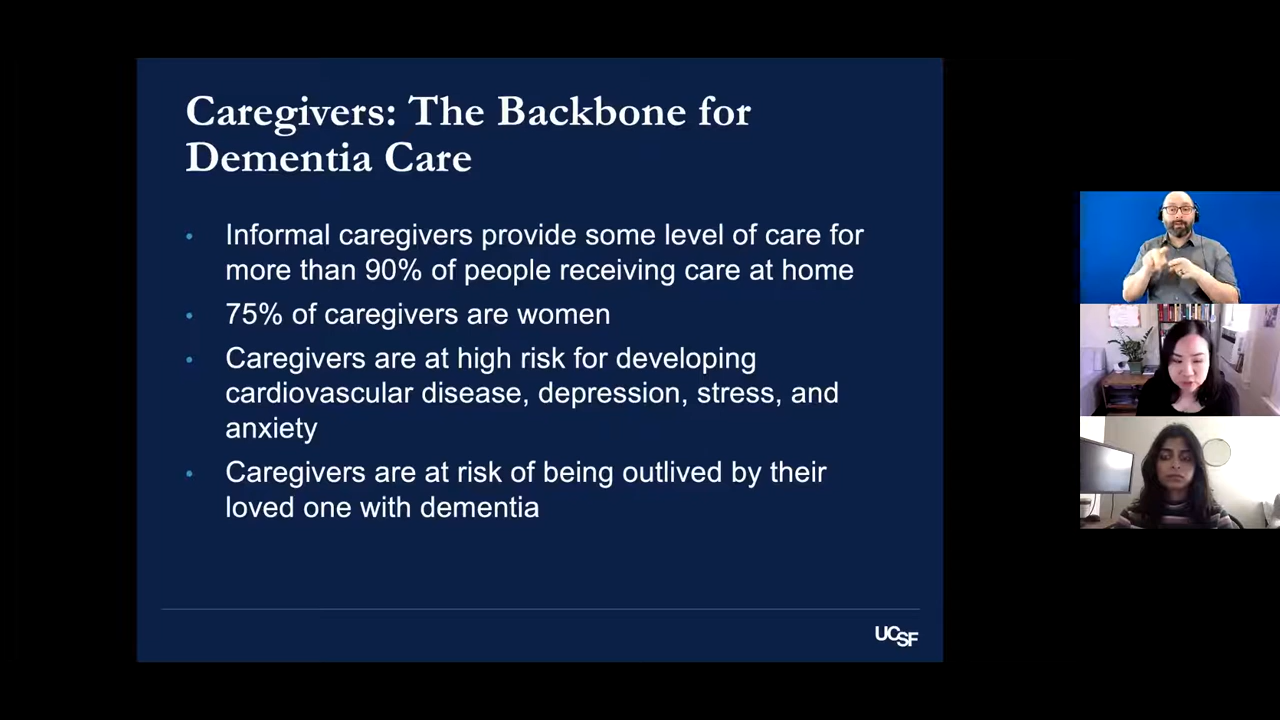 Caregivers: The Backbone for
Dementia Care
• Informal caregivers provide some level of care for
more than 90% of people receiving care at home
• 75% of caregivers are women
• Caregivers are at high risk for developing
cardiovascular disease, depression, stress, and
anxiety
• Caregivers are at risk of being outlived by their
loved one with dementia
UCSF